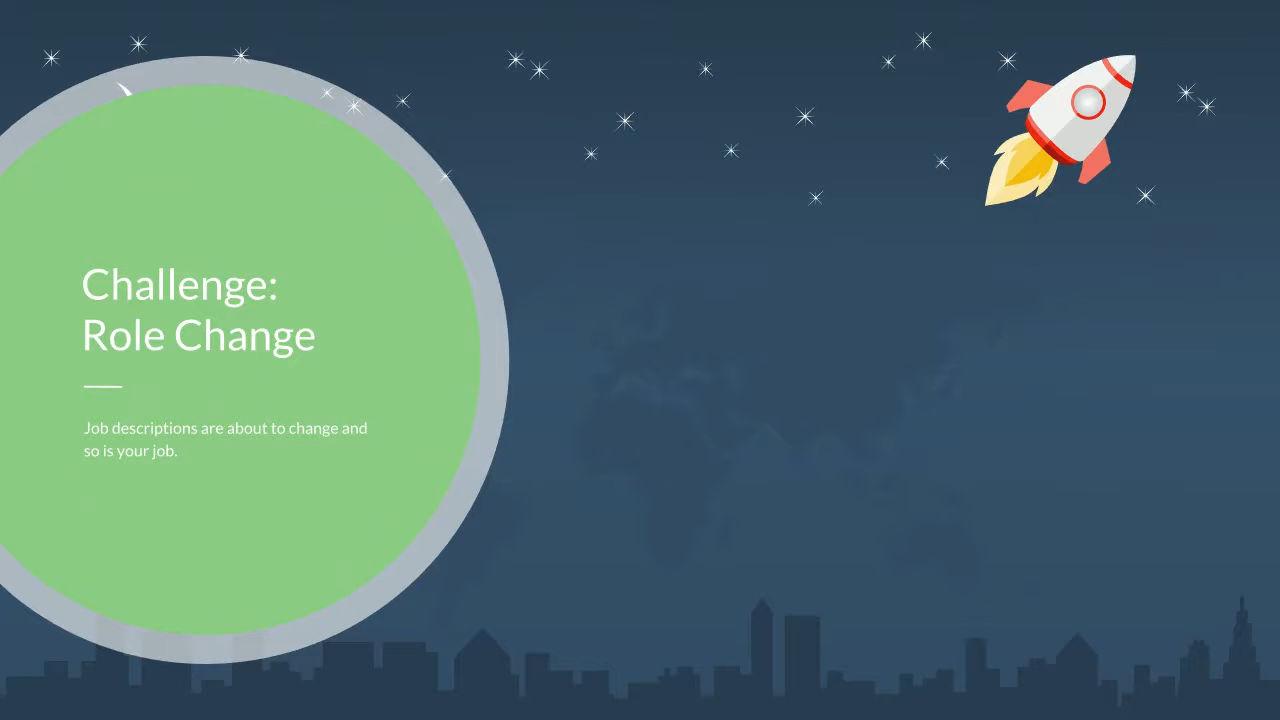 Challenge:
Role Change
Job descriptions are about to change and
so is your job.